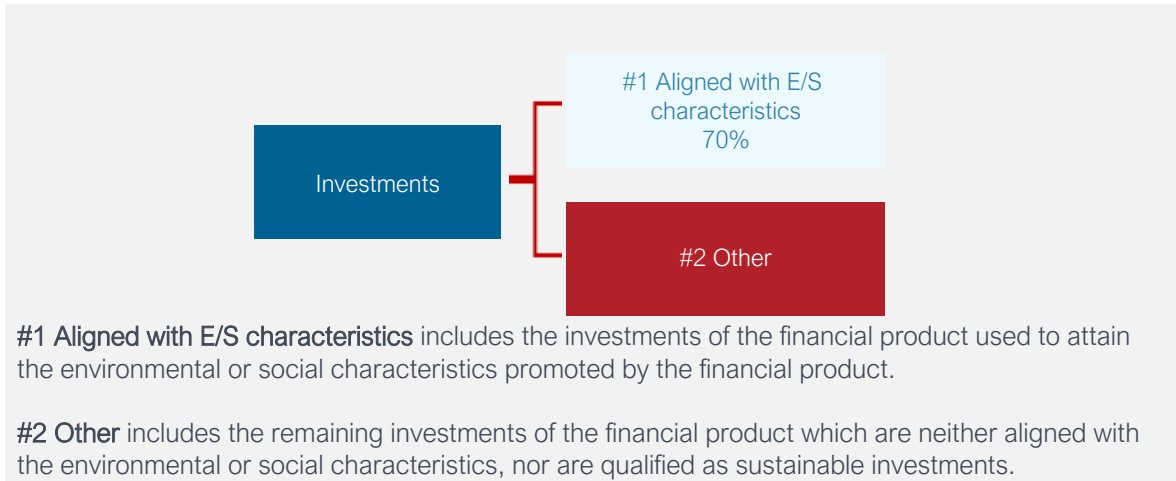 #1 Aligned with E/S
characteristics
70%
Investments
#2 Other
#1 Aligned with E/S characteristics includes the investments of the financial product used to attain
the environmental or social characteristics promoted by the financial product.
#2 Other includes the remaining investments of the financial product which are neither aligned with
the environmental or social characteristics, nor are qualified as sustainable investments.